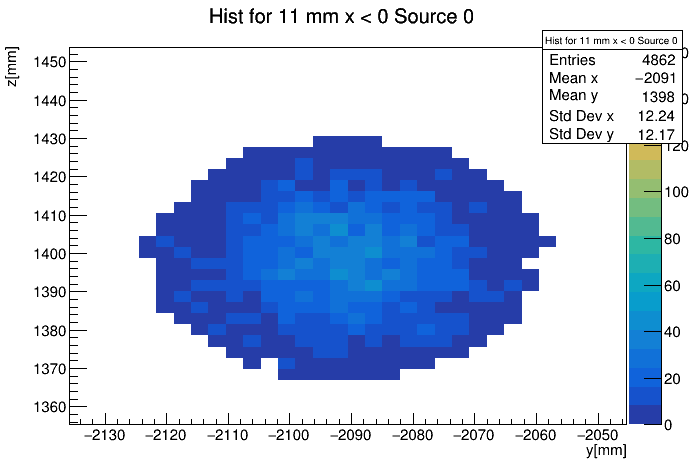 Hist for 11 mm x < 0 Source 0
z[mm]
1450
1440
1430
1420
1410
1400
1390
1380
1370
1360
−2130 −2120 −2110 −2100 −2090 −2080 −2070 −2060 −2050
y[mm]
Hist for 11 mm x < 0 Source 0
Entries 4862
Mean x −2091
Mean y 1398
Std Dev x 12.24
Std Dev y 12.17
120
100
80
60
40
20
0